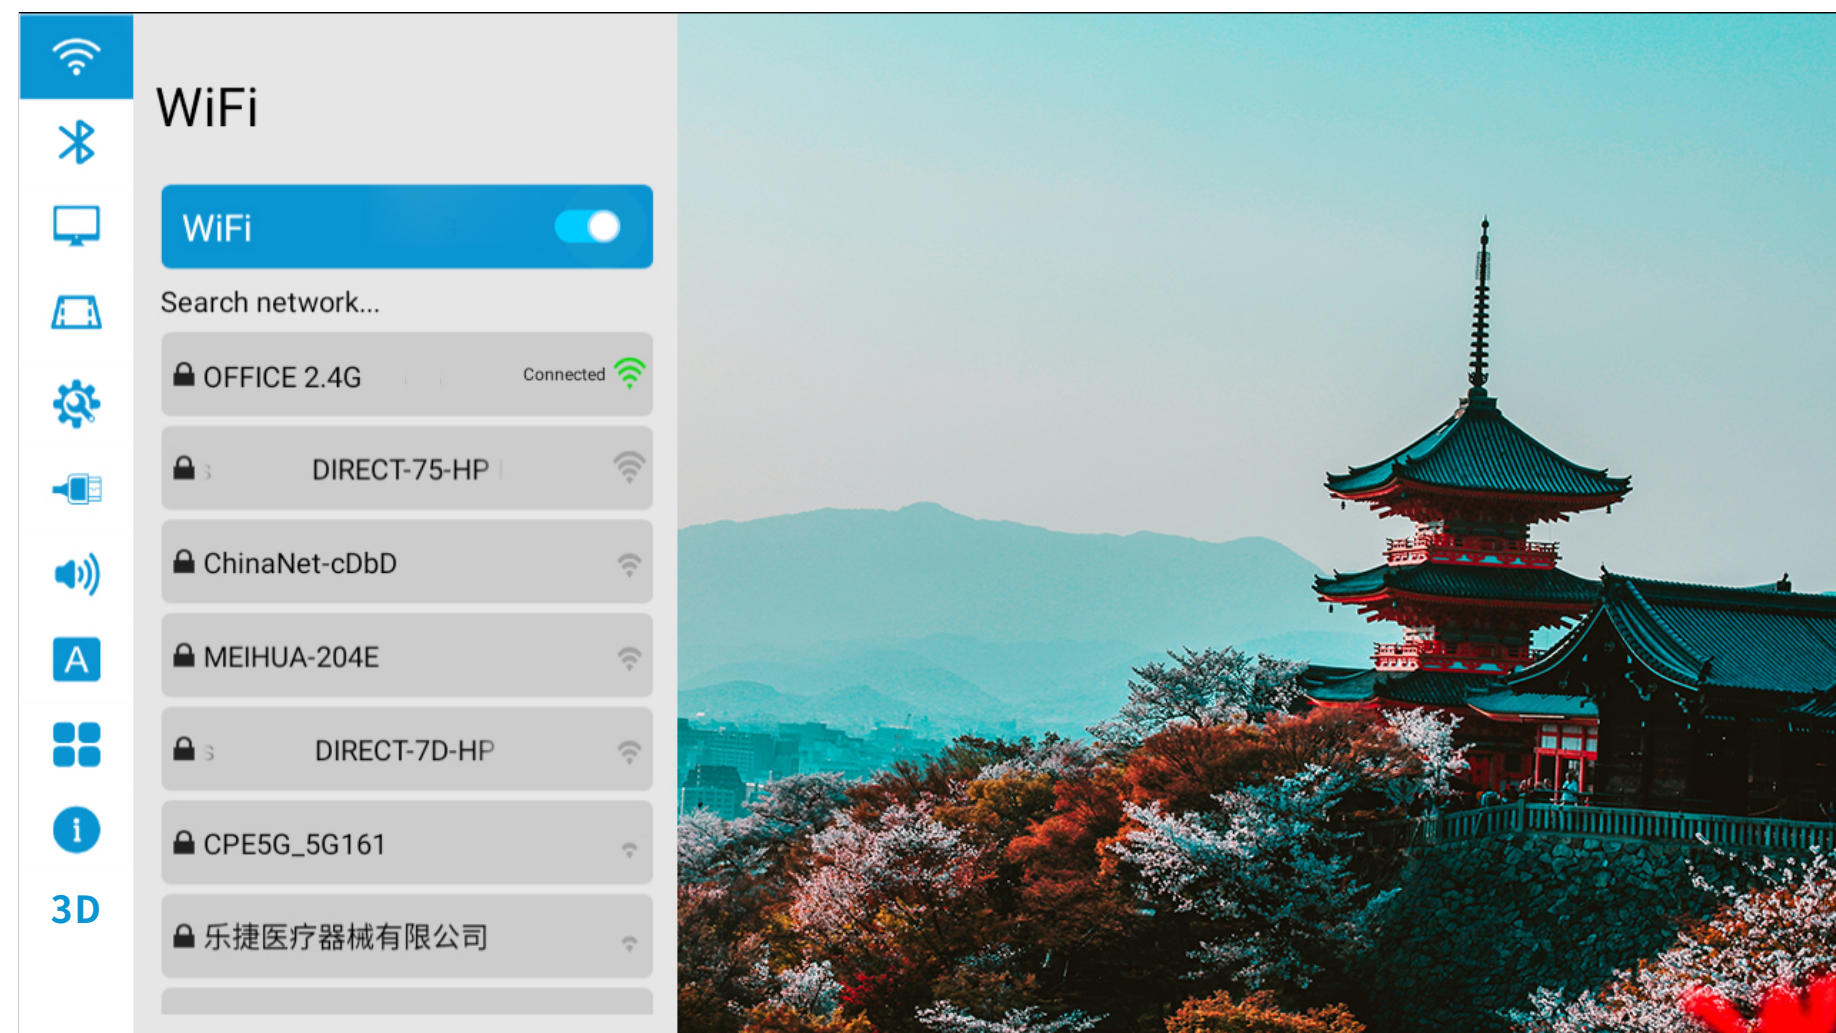 WiFi
WiFi
Search network...
OFFICE 2.4G Connected
s DIRECT-75-HP
ChinaNet-cDbD
MEIHUA-204E
s DIRECT-7D-HP
CPE5G_5G161
乐捷医疗器械有限公司
A
i
3D